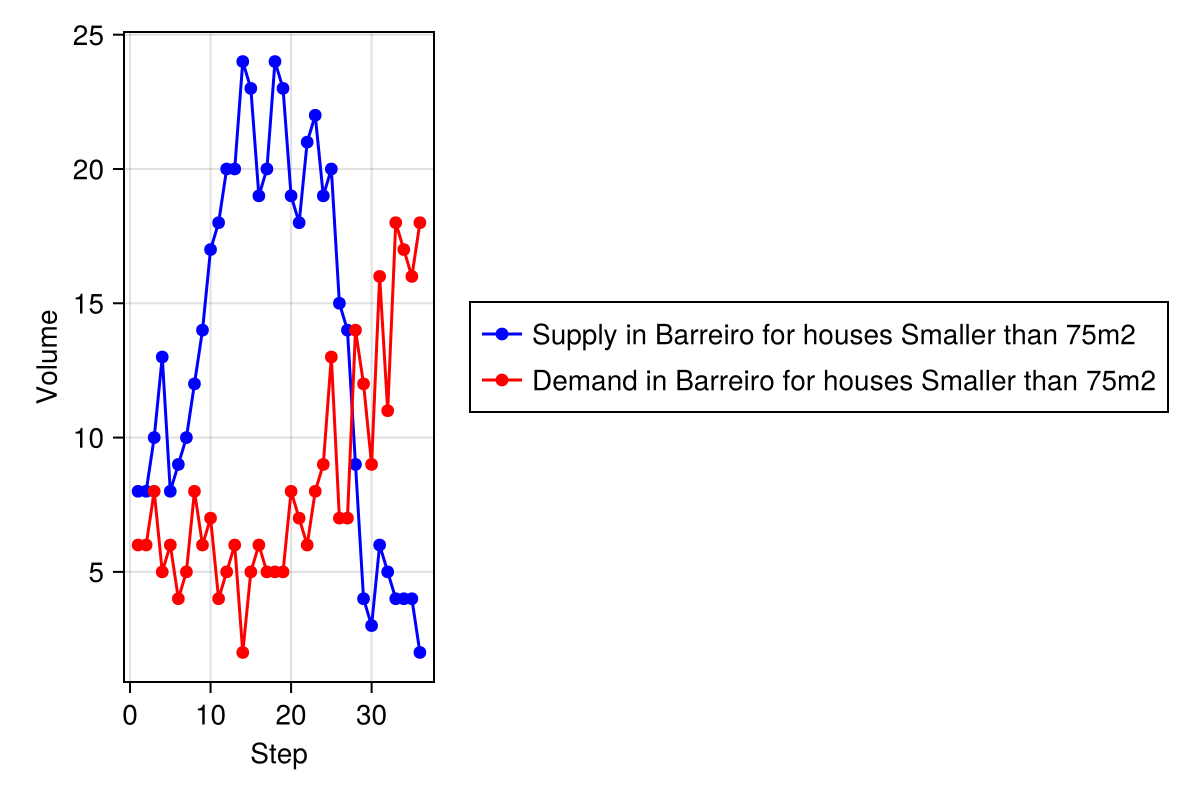 25
20
15
10
5
Volume
0 10 20 30
Step
Supply in Barreiro for houses Smaller than 75m2
Demand in Barreiro for houses Smaller than 75m2